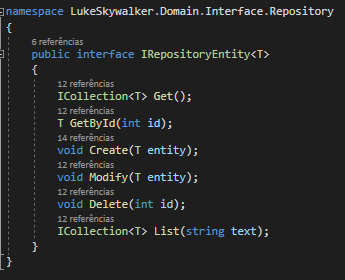 namespace LukeSkywalker.Domain.Interface.Repository
{
6 referências
public interface IRepositoryEntity<T>
{
12 referências
ICollection<T> Get();
12 referências
T GetById(int id);
14 referências
void Create(T entity);
12 referências
void Modify(T entity);
12 referências
void Delete(int id);
12 referências
ICollection<T> List(string text);
}
}